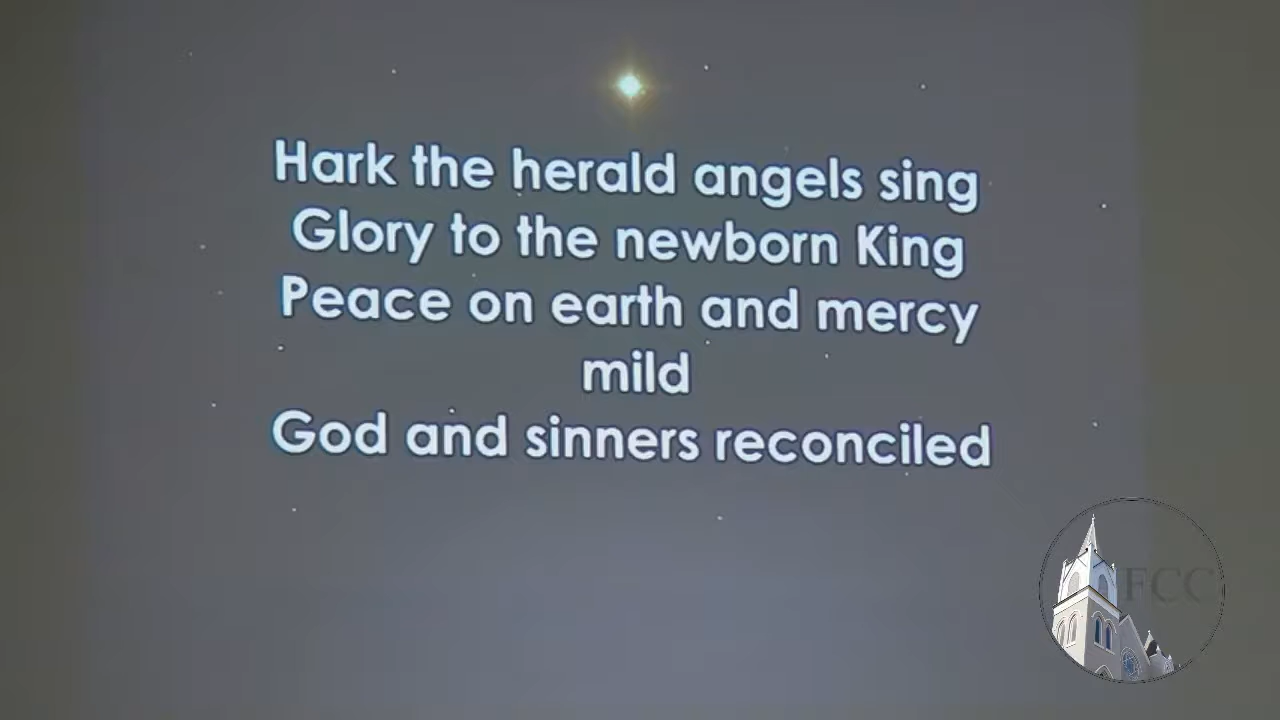 Hark the herald angels sing
Glory to the newborn King
Peace on earth and mercy
mild
God and sinners reconciled
FCC